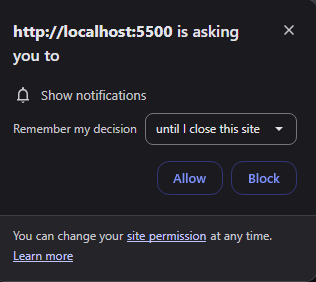 http://localhost:5500 is asking
you to
Show notifications
Remember my decision until I close this site
Allow Block
You can change your site permission at any time.
Learn more